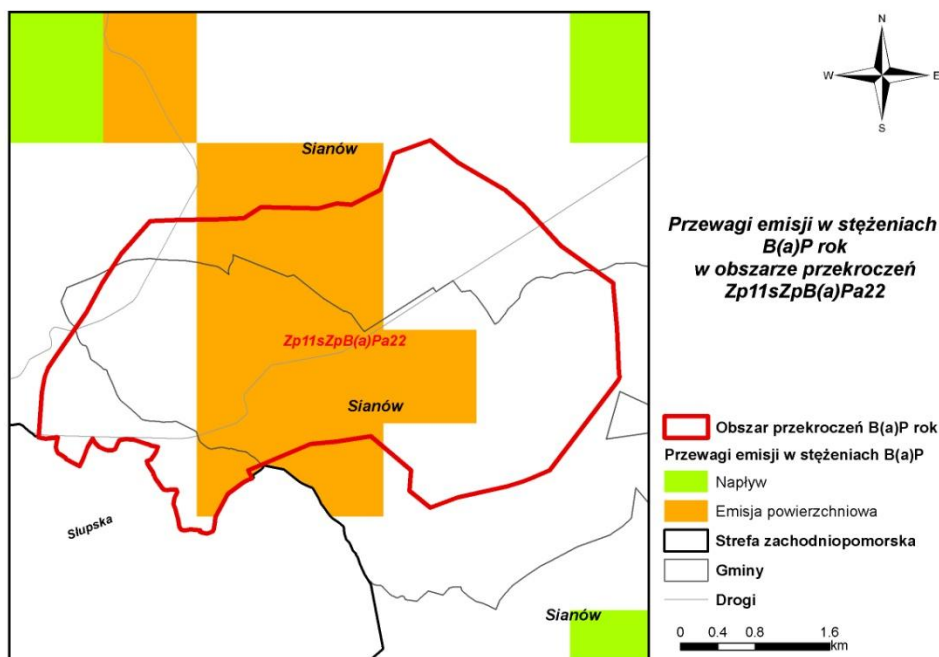 Sianów
Zp11sZpB(a)Pa22
Sianów
Słupska
Sianów
N
W E
S
Przewagi emisji w stężeniach
B(a)P rok
w obszarze przekroczeń
Zp11sZpB(a)Pa22
Obszar przekroczeń B(a)P rok
Przewagi emisji w stężeniach B(a)P
Napływ
Emisja powierzchniowa
Strefa zachodniopomorska
Gminy
Drogi
0 0.4 0.8 1.6
km